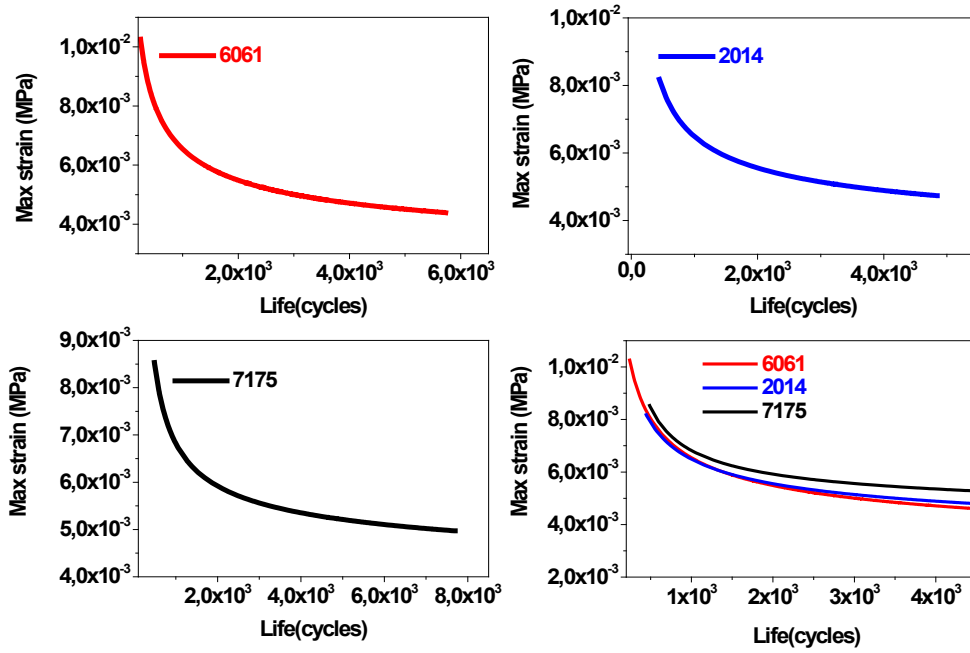 Max strain (MPa)
1,0x10⁻²
8,0x10⁻³
6,0x10⁻³
4,0x10⁻³
6061
2,0x10³ 4,0x10³ 6,0x10³
Life(cycles)
Max strain (MPa)
1,0x10⁻²
8,0x10⁻³
6,0x10⁻³
4,0x10⁻³
2014
0,0 2,0x10³ 4,0x10³
Life(cycles)
Max strain (MPa)
9,0x10⁻³
8,0x10⁻³
7,0x10⁻³
6,0x10⁻³
5,0x10⁻³
4,0x10⁻³
7175
2,0x10³ 4,0x10³ 6,0x10³ 8,0x10³
Life(cycles)
Max strain (MPa)
1,0x10⁻²
8,0x10⁻³
6,0x10⁻³
4,0x10⁻³
2,0x10⁻³
6061
2014
7175
1x10³ 2x10³ 3x10³ 4x10³
Life(cycles)